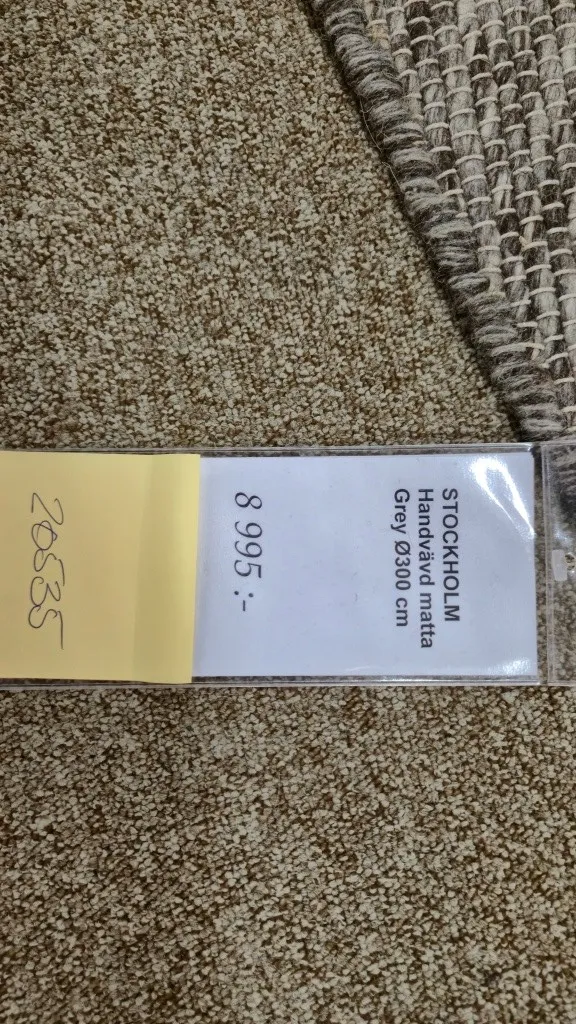 STOCKHOLM
Handvävd matta
Grey Ø300 cm
8 995:-
20535